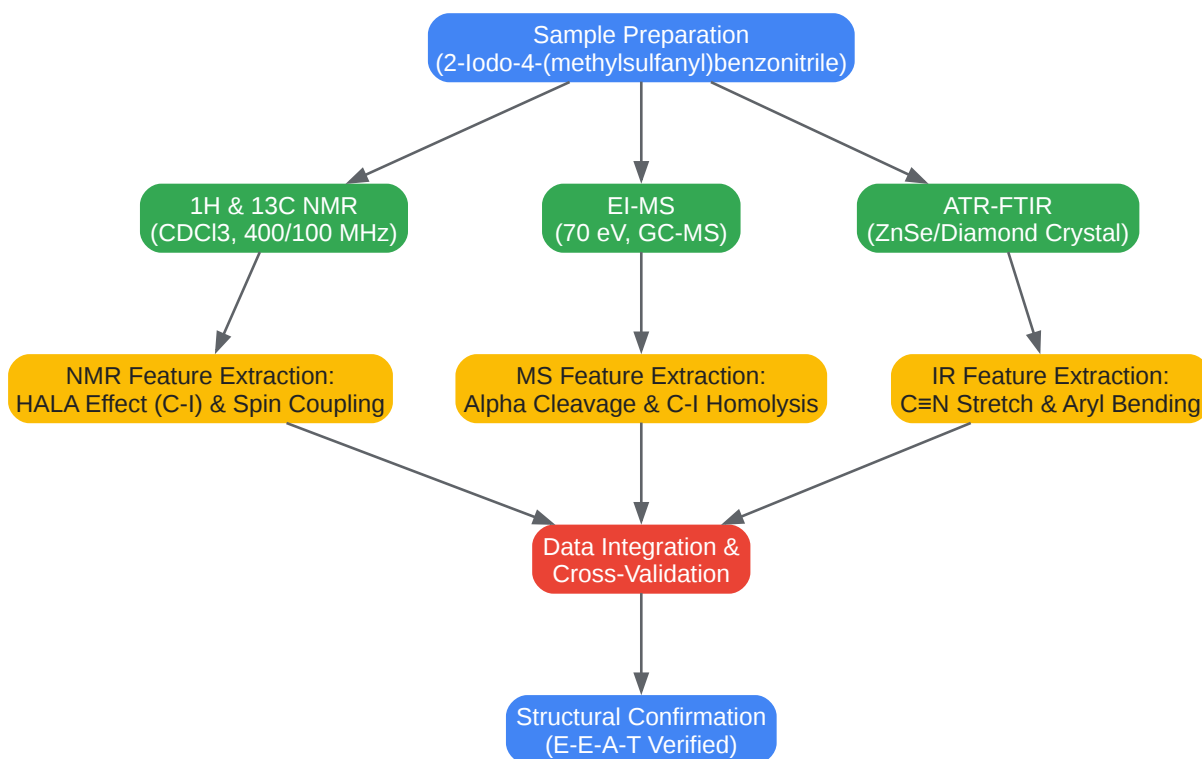 Sample Preparation
(2-Iodo-4-(methylsulfanyl)benzonitrile)
1H & 13C NMR
(CDCl3, 400/100 MHz)
EI-MS
(70 eV, GC-MS)
ATR-FTIR
(ZnSe/Diamond Crystal)
NMR Feature Extraction:
HALA Effect (C-I) & Spin Coupling
MS Feature Extraction:
Alpha Cleavage & C-I Homolysis
IR Feature Extraction:
C≡N Stretch & Aryl Bending
Data Integration &
Cross-Validation
Structural Confirmation
(E-E-A-T Verified)